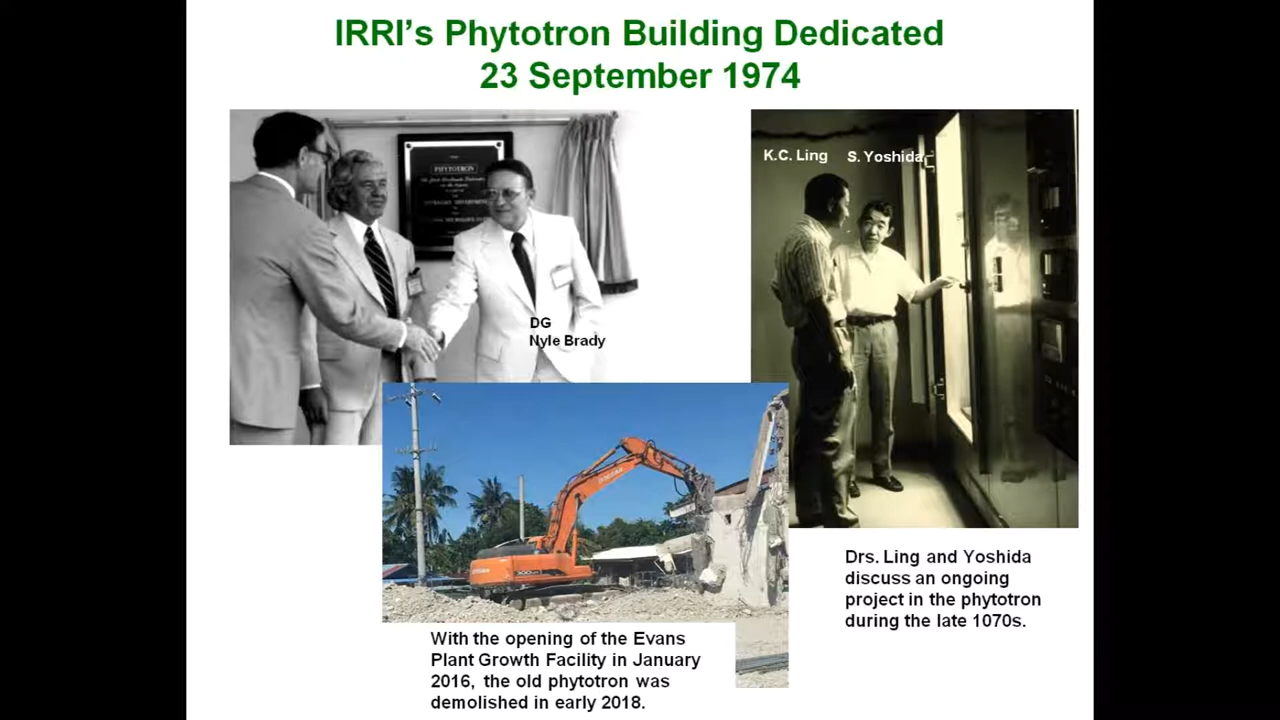 IRRI's Phytotron Building Dedicated
23 September 1974
PHYTOTRON
DG
Nyle Brady
K.C. Ling S. Yoshida
DOOSAN
Drs. Ling and Yoshida
discuss an ongoing
project in the phytotron
during the late 1070s.
With the opening of the Evans
Plant Growth Facility in January
2016, the old phytotron was
demolished in early 2018.